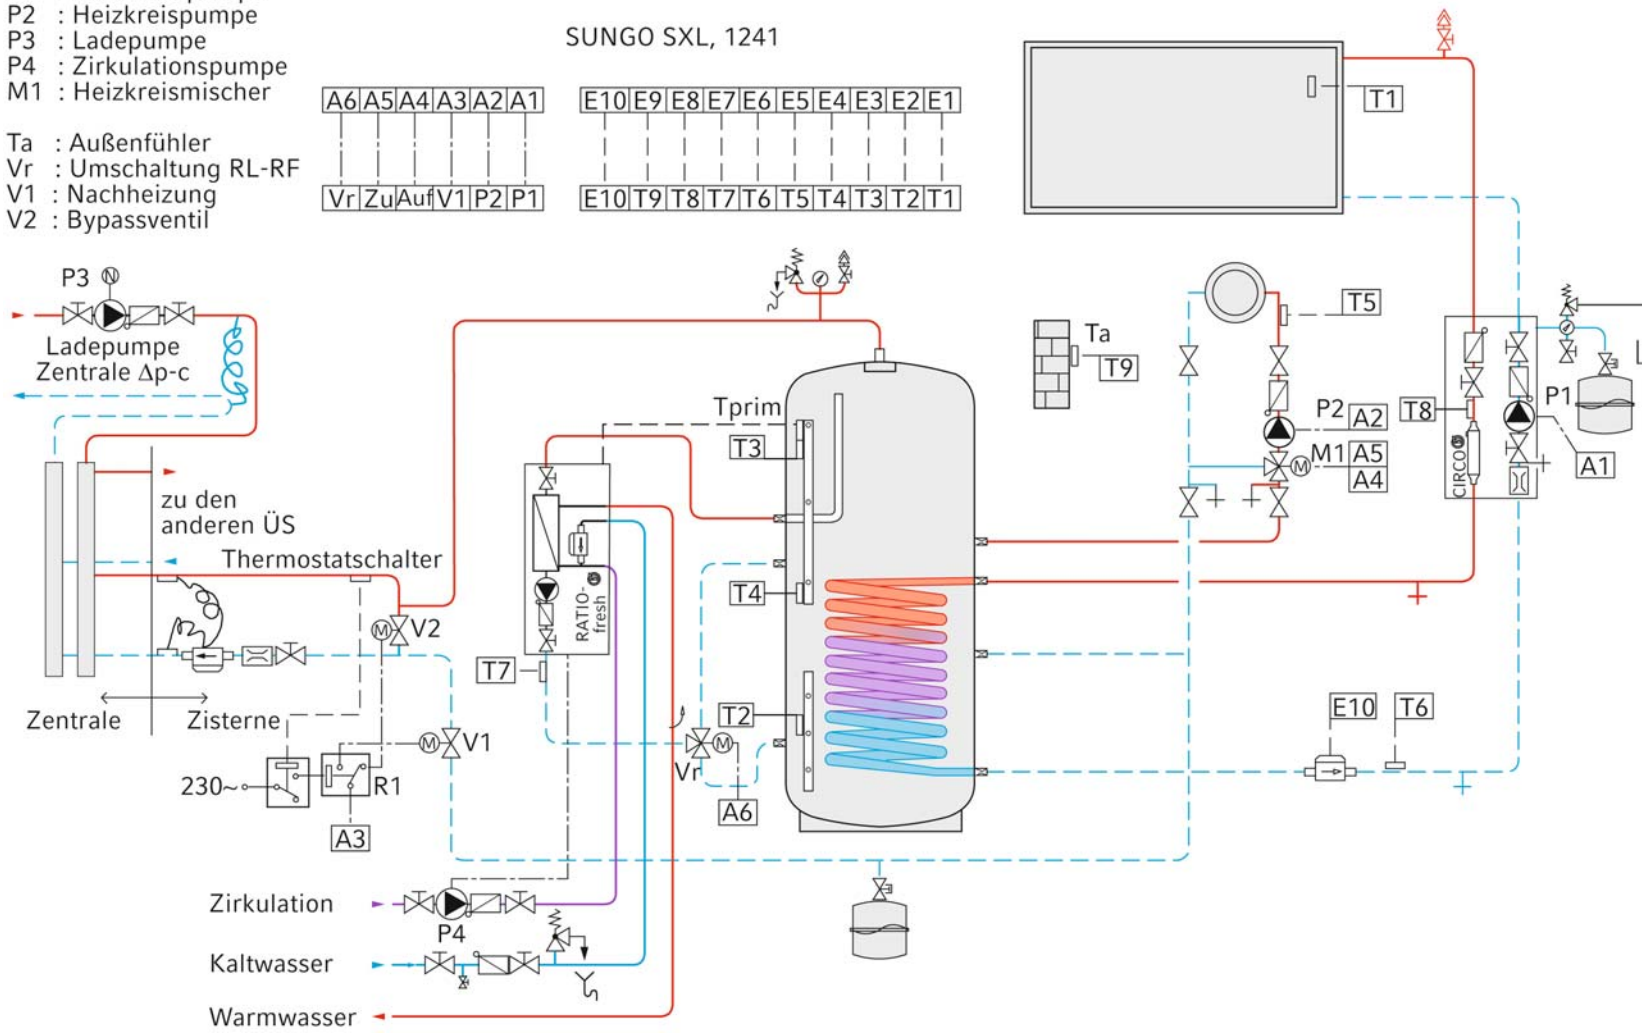 P2 : Heizkreispumpe
P3 : Ladepumpe
P4 : Zirkulationspumpe
M1 : Heizkreismischer
Ta : Außenfühler
Vr : Umschaltung RL-RF
V1 : Nachheizung
V2 : Bypassventil
SUNGO SXL, 1241
A6 A5 A4 A3 A2 A1
Vr Zu Auf V1 P2 P1
E10 E9 E8 E7 E6 E5 E4 E3 E2 E1
E10 T9 T8 T7 T6 T5 T4 T3 T2 T1
T1
P3 N
Ladepumpe
Zentrale Δp-c
zu den
anderen ÜS
Thermostatschalter
M V2
Zentrale
Zisterne
M V1
230~
R1
A3
Tprim
T3
T4
RATIO-
fresh
T7
T2
M
Vr
A6
Ta
T9
T5
P2 A2
M1 A5
M A4
T8
P1
CIRCO
A1
L
E10 T6
Zirkulation
P4
Kaltwasser
Warmwasser